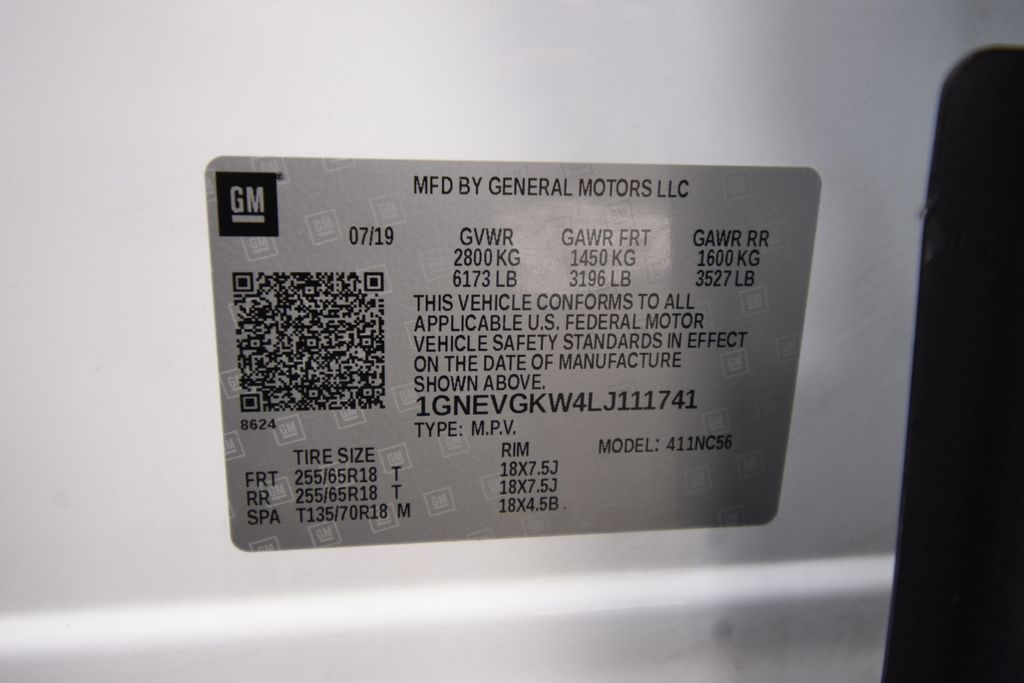 GM
MFD BY GENERAL MOTORS LLC
07/19 GVWR GAWR FRT GAWR RR
2800 KG 1450 KG 1600 KG
6173 LB 3196 LB 3527 LB
THIS VEHICLE CONFORMS TO ALL
APPLICABLE U.S. FEDERAL MOTOR
VEHICLE SAFETY STANDARDS IN EFFECT
ON THE DATE OF MANUFACTURE
SHOWN ABOVE.
1GNEVGKW4LJ111741
8624
TYPE: M.P.V. MODEL: 411NC56
TIRE SIZE RIM
FRT 255/65R18 T 18X7.5J
RR 255/65R18 T 18X7.5J
SPA T135/70R18 M 18X4.5B